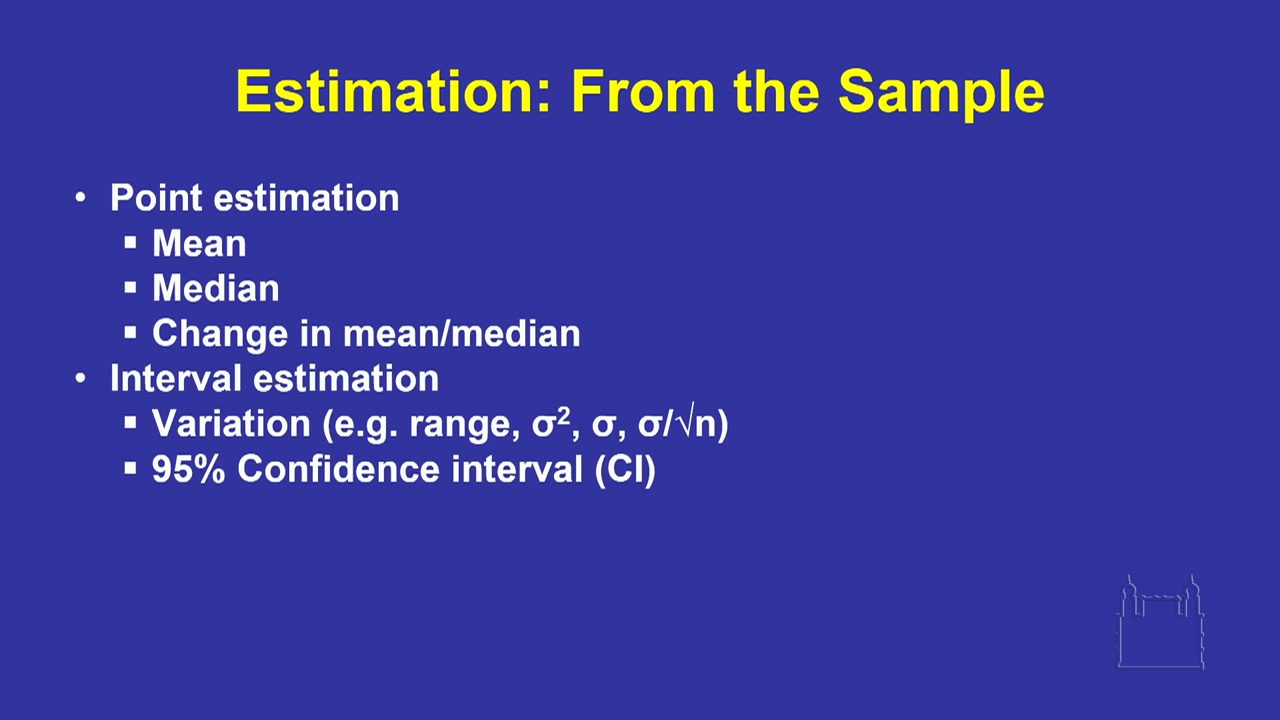 Estimation: From the Sample
• Point estimation
▪ Mean
▪ Median
▪ Change in mean/median
• Interval estimation
▪ Variation (e.g. range, σ², σ, σ/√n)
▪ 95% Confidence interval (CI)